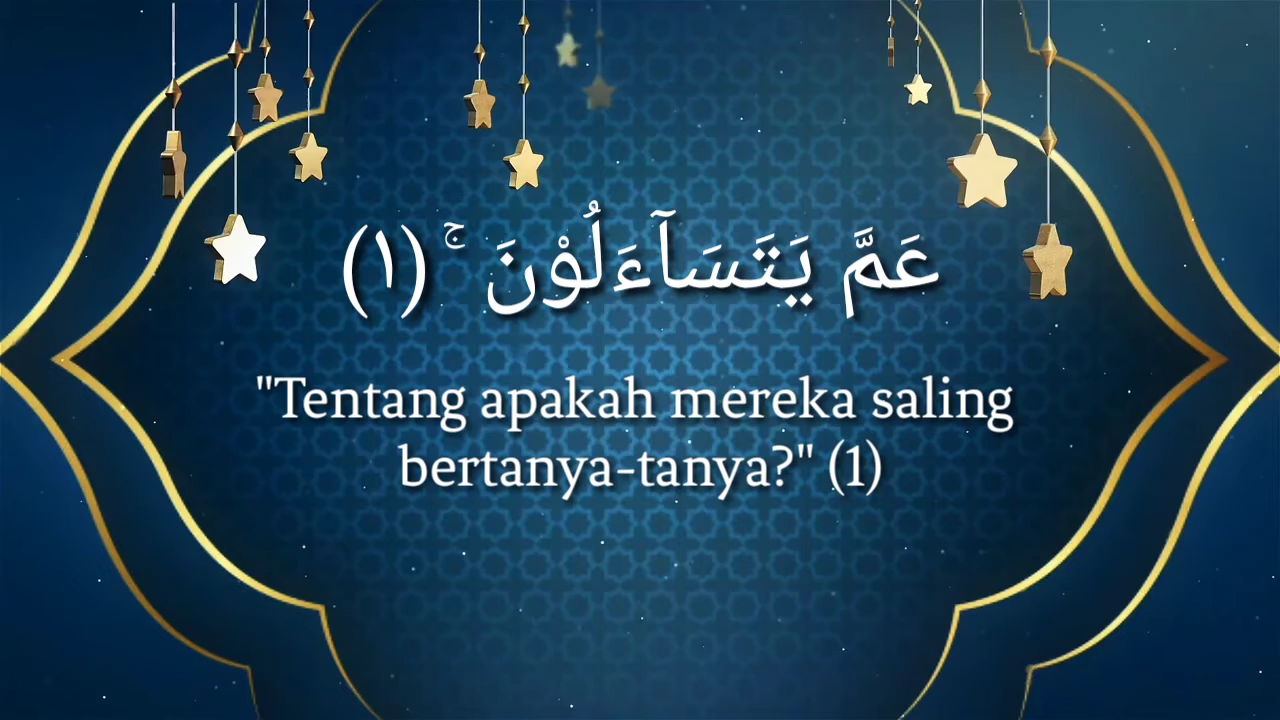 عَمَّ يَتَسَآءَلُوْنَ ۚ (١)
"Tentang apakah mereka saling
bertanya-tanya?" (1)